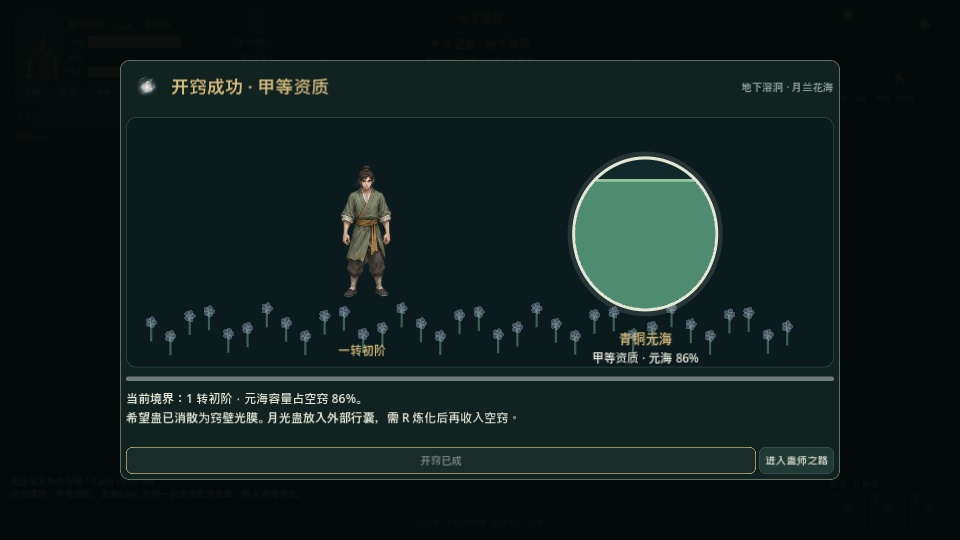 开窍成功 · 甲等资质
地下溶洞 · 月兰花海
一转初阶
青铜元海
甲等资质 · 元海 86%
当前境界：1 转初阶 · 元海容量占空窍 86%。
希望蛊已消散为窍壁光膜。月光蛊放入外部行囊，需 R 炼化后再收入空窍。
开窍已成
进入蛊师之路